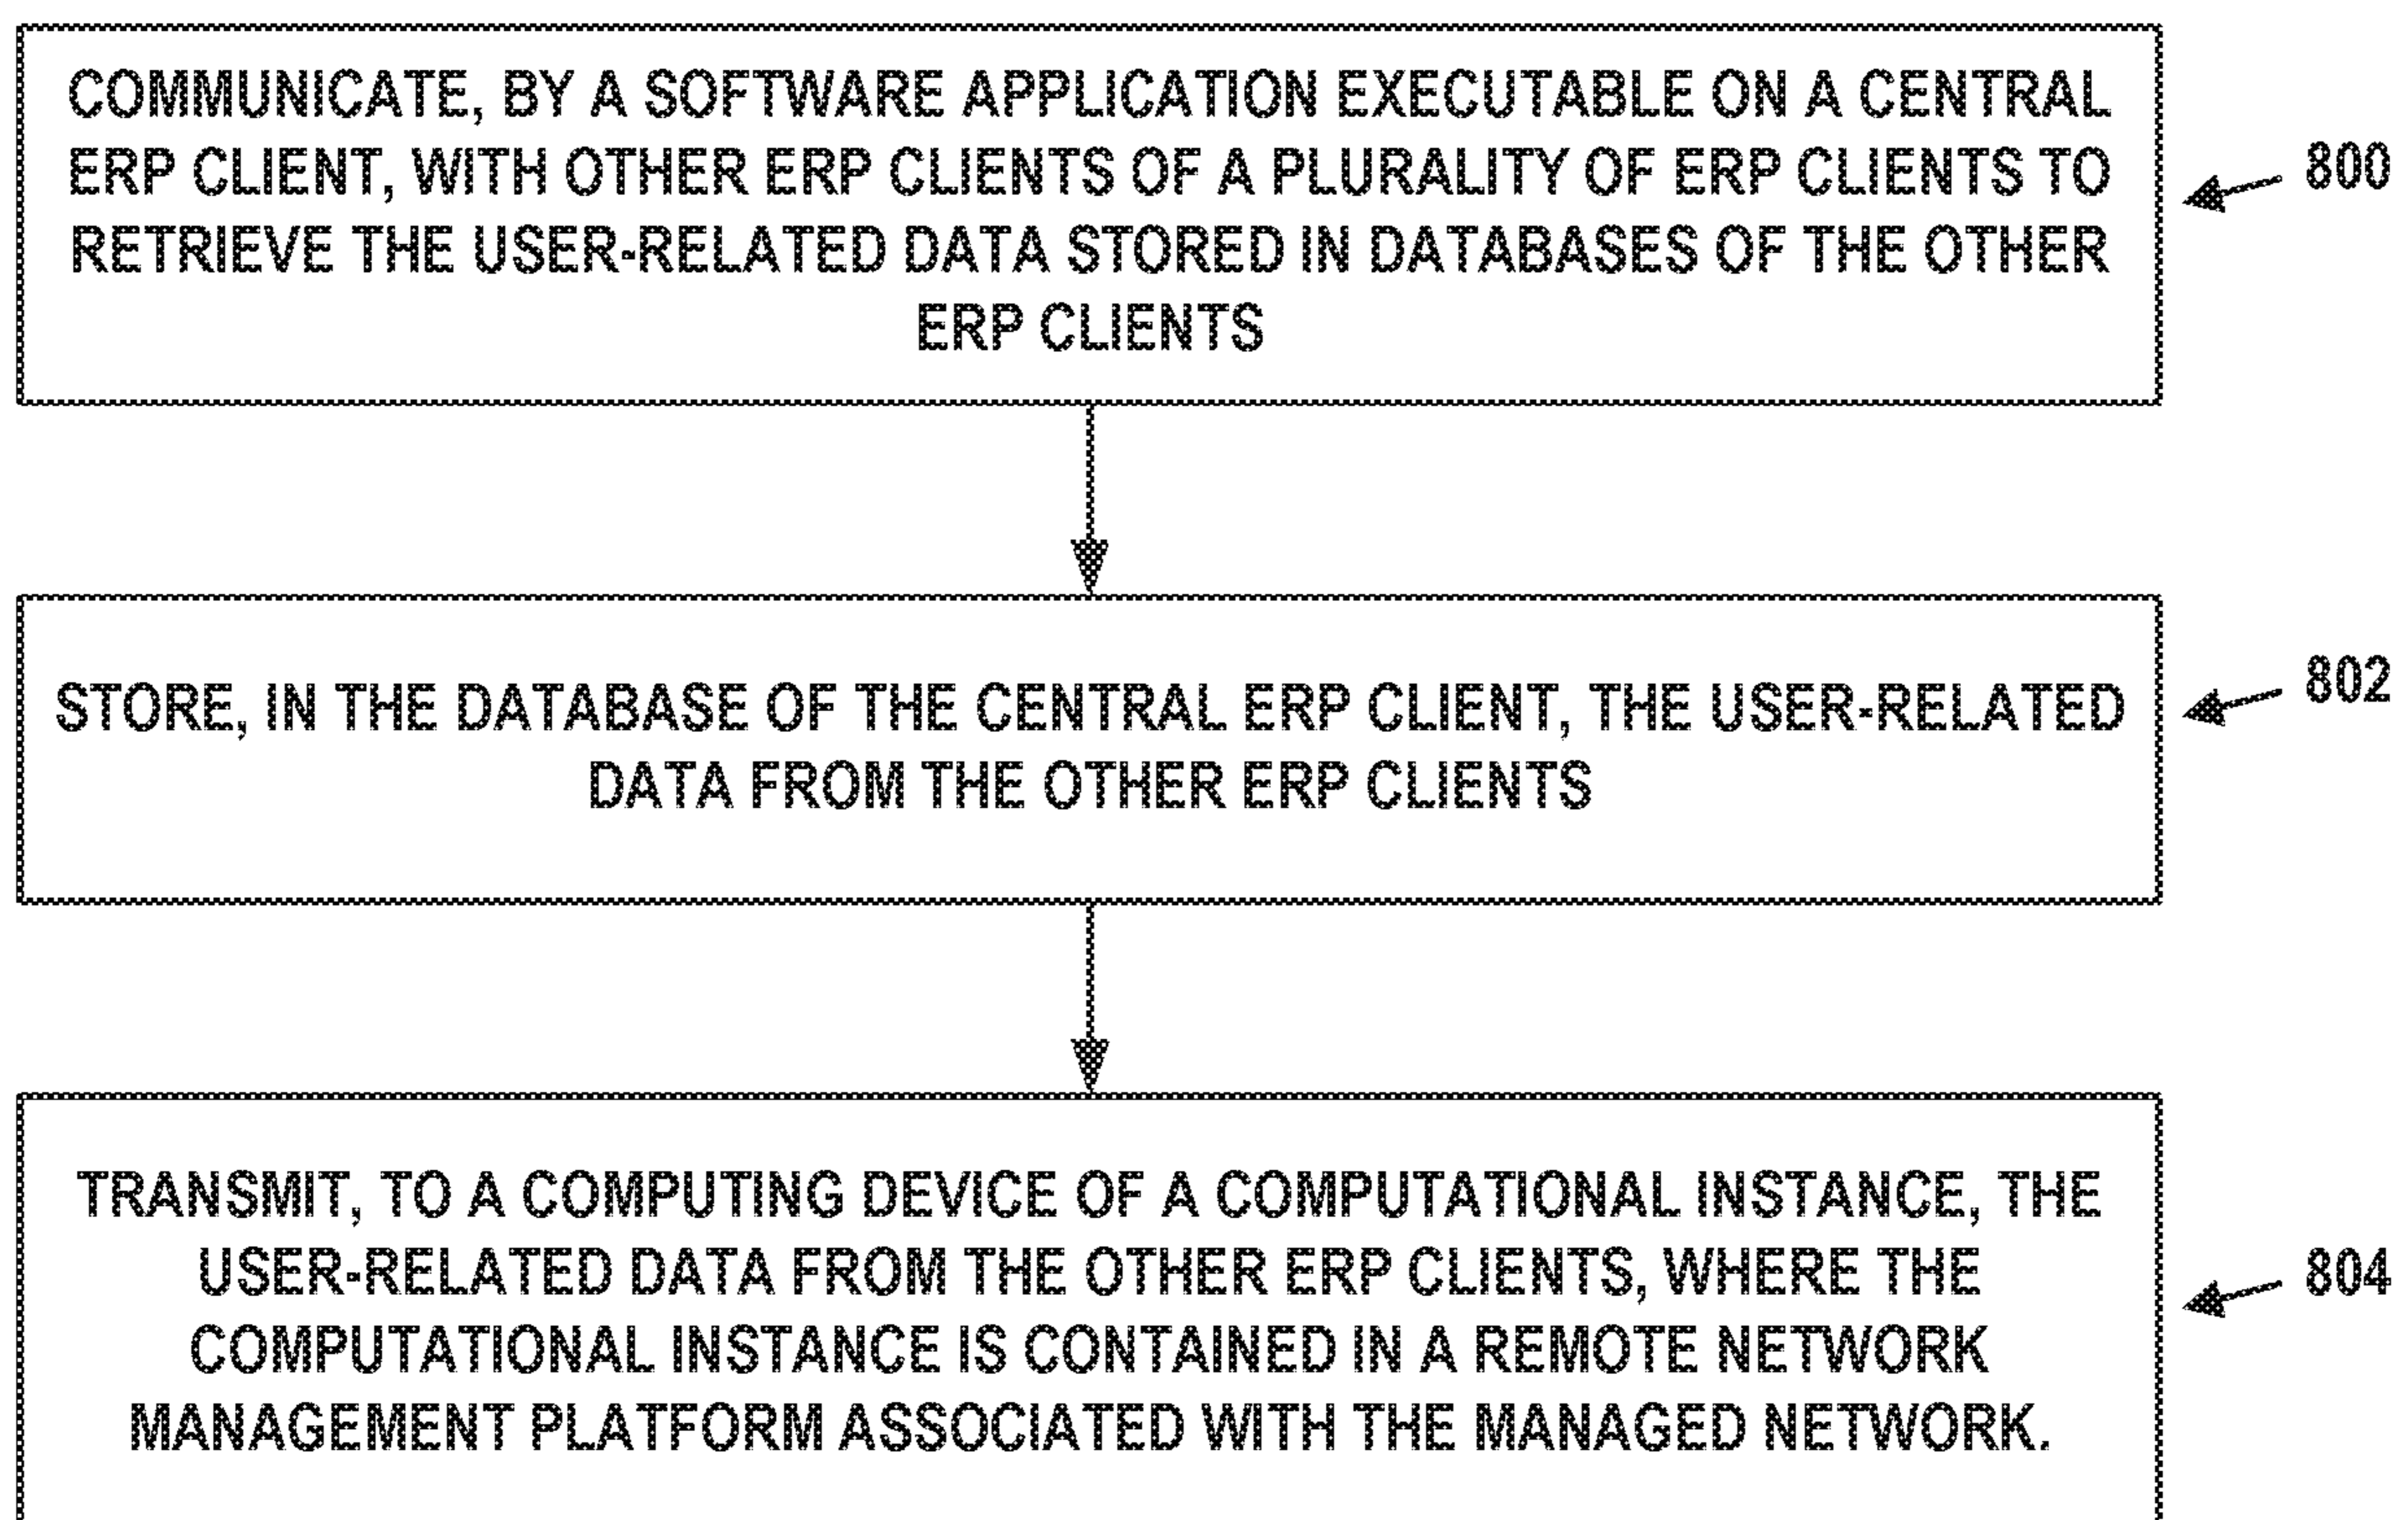 COMMUNICATE, BY A SOFTWARE APPLICATION EXECUTABLE ON A CENTRAL
ERP CLIENT, WITH OTHER ERP CLIENTS OF A PLURALITY OF ERP CLIENTS TO
RETRIEVE THE USER-RELATED DATA STORED IN DATABASES OF THE OTHER
ERP CLIENTS
800
STORE, IN THE DATABASE OF THE CENTRAL ERP CLIENT, THE USER-RELATED
DATA FROM THE OTHER ERP CLIENTS
802
TRANSMIT, TO A COMPUTING DEVICE OF A COMPUTATIONAL INSTANCE, THE
USER-RELATED DATA FROM THE OTHER ERP CLIENTS, WHERE THE
COMPUTATIONAL INSTANCE IS CONTAINED IN A REMOTE NETWORK
MANAGEMENT PLATFORM ASSOCIATED WITH THE MANAGED NETWORK.
804